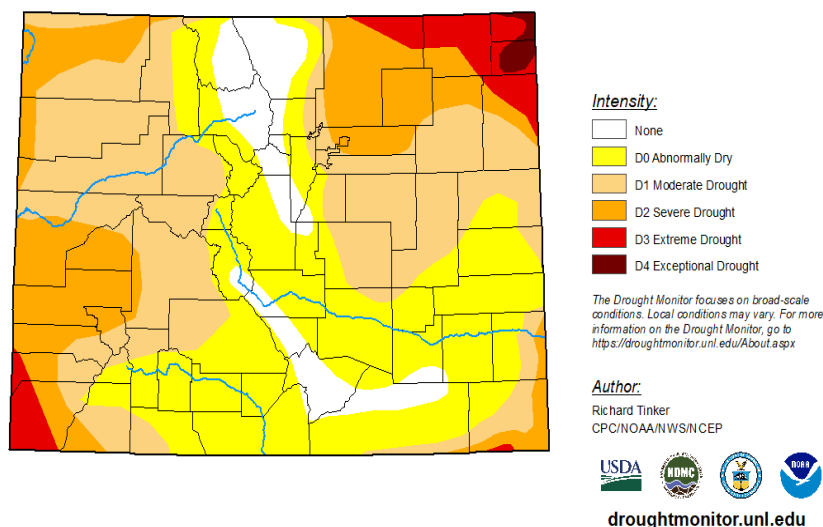 Intensity:
None
D0 Abnormally Dry
D1 Moderate Drought
D2 Severe Drought
D3 Extreme Drought
D4 Exceptional Drought
The Drought Monitor focuses on broad-scale
conditions. Local conditions may vary. For more
information on the Drought Monitor, go to
https://droughtmonitor.unl.edu/About.aspx
Author:
Richard Tinker
CPC/NOAA/NWS/NCEP
USDA
NDMC
NOAA
droughtmonitor.unl.edu